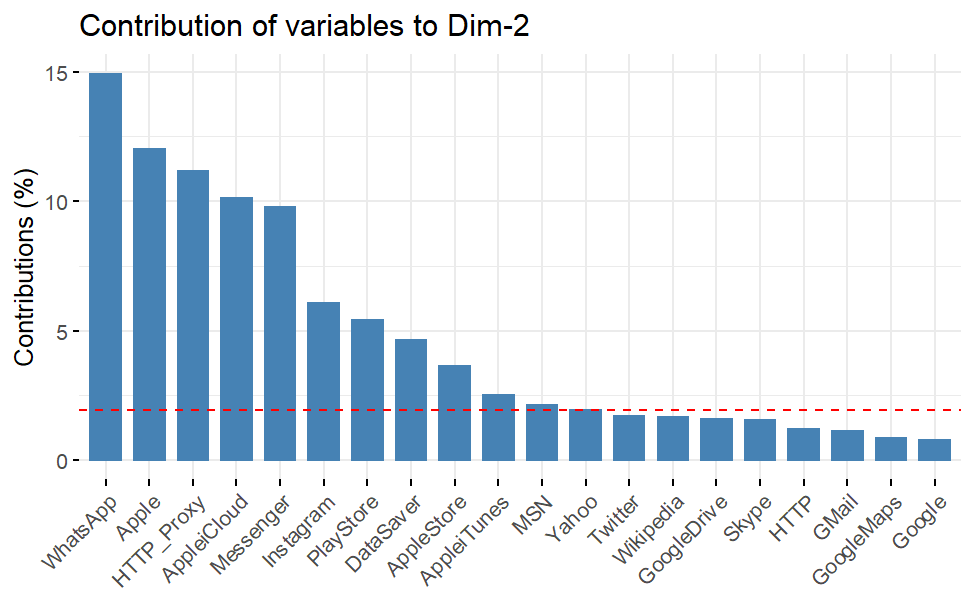 Contribution of variables to Dim-2
Contributions (%)
15
10
5
0
WhatsApp
Apple
HTTP_Proxy
AppleiCloud
Messenger
Instagram
PlayStore
DataSaver
AppleStore
AppleiTunes
MSN
Yahoo
Twitter
Wikipedia
GoogleDrive
Skype
HTTP
GMail
GoogleMaps
Google